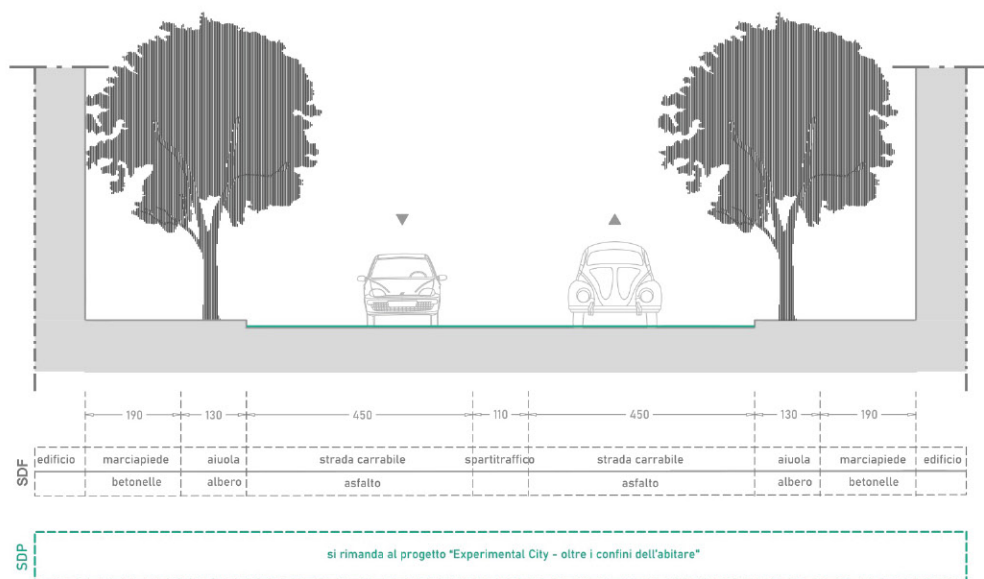 190 130 450 110 450 130 190
SDF
edificio marciapiede aiuola strada carrabile spartitraffico strada carrabile aiuola marciapiede edificio
betonelle albero asfalto asfalto albero betonelle
SDP
si rimanda al progetto "Experimental City - oltre i confini dell'abitare"